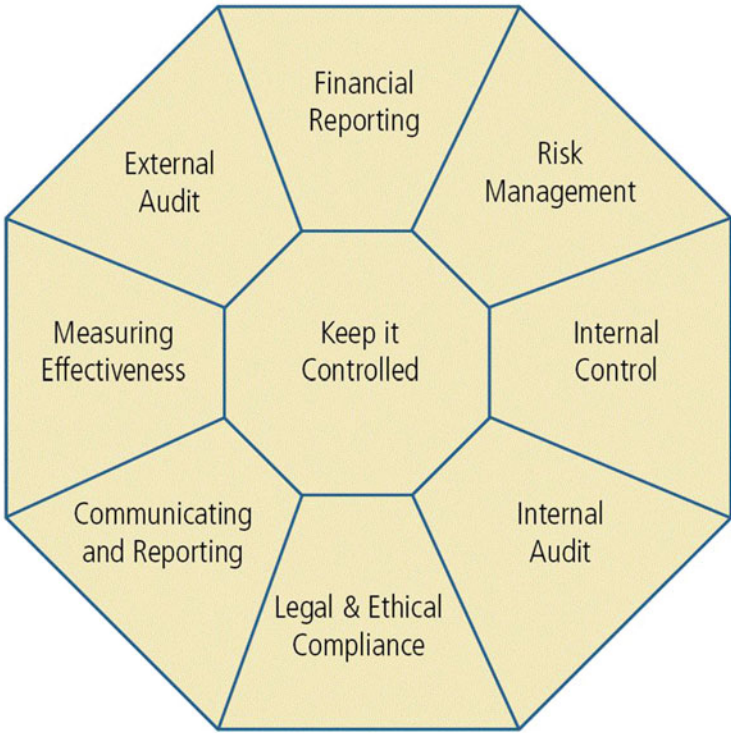 Financial
Reporting
Risk
Management
External
Audit
Measuring
Effectiveness
Keep it
Controlled
Internal
Control
Communicating
and Reporting
Internal
Audit
Legal & Ethical
Compliance